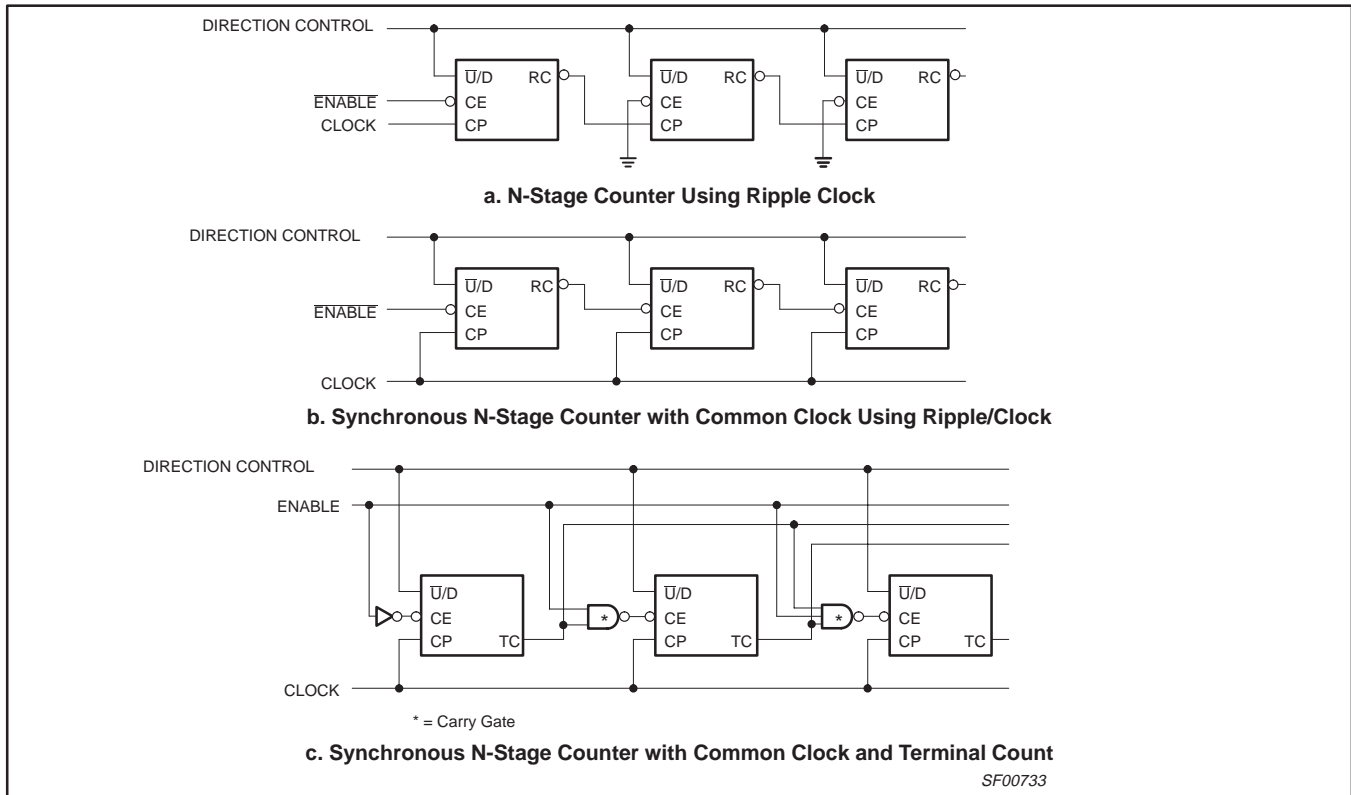 DIRECTION CONTROL
U̅/D RC U̅/D RC U̅/D RC
E̅N̅A̅B̅L̅E̅ CE CE CE
CLOCK CP CP CP
a. N-Stage Counter Using Ripple Clock
DIRECTION CONTROL
U̅/D RC U̅/D RC U̅/D RC
E̅N̅A̅B̅L̅E̅ CE CE CE
CP CP CP
CLOCK
b. Synchronous N-Stage Counter with Common Clock Using Ripple/Clock
DIRECTION CONTROL
ENABLE
U̅/D U̅/D U̅/D
CE * CE * CE
CP TC CP TC CP TC
CLOCK
* = Carry Gate
c. Synchronous N-Stage Counter with Common Clock and Terminal Count
SF00733